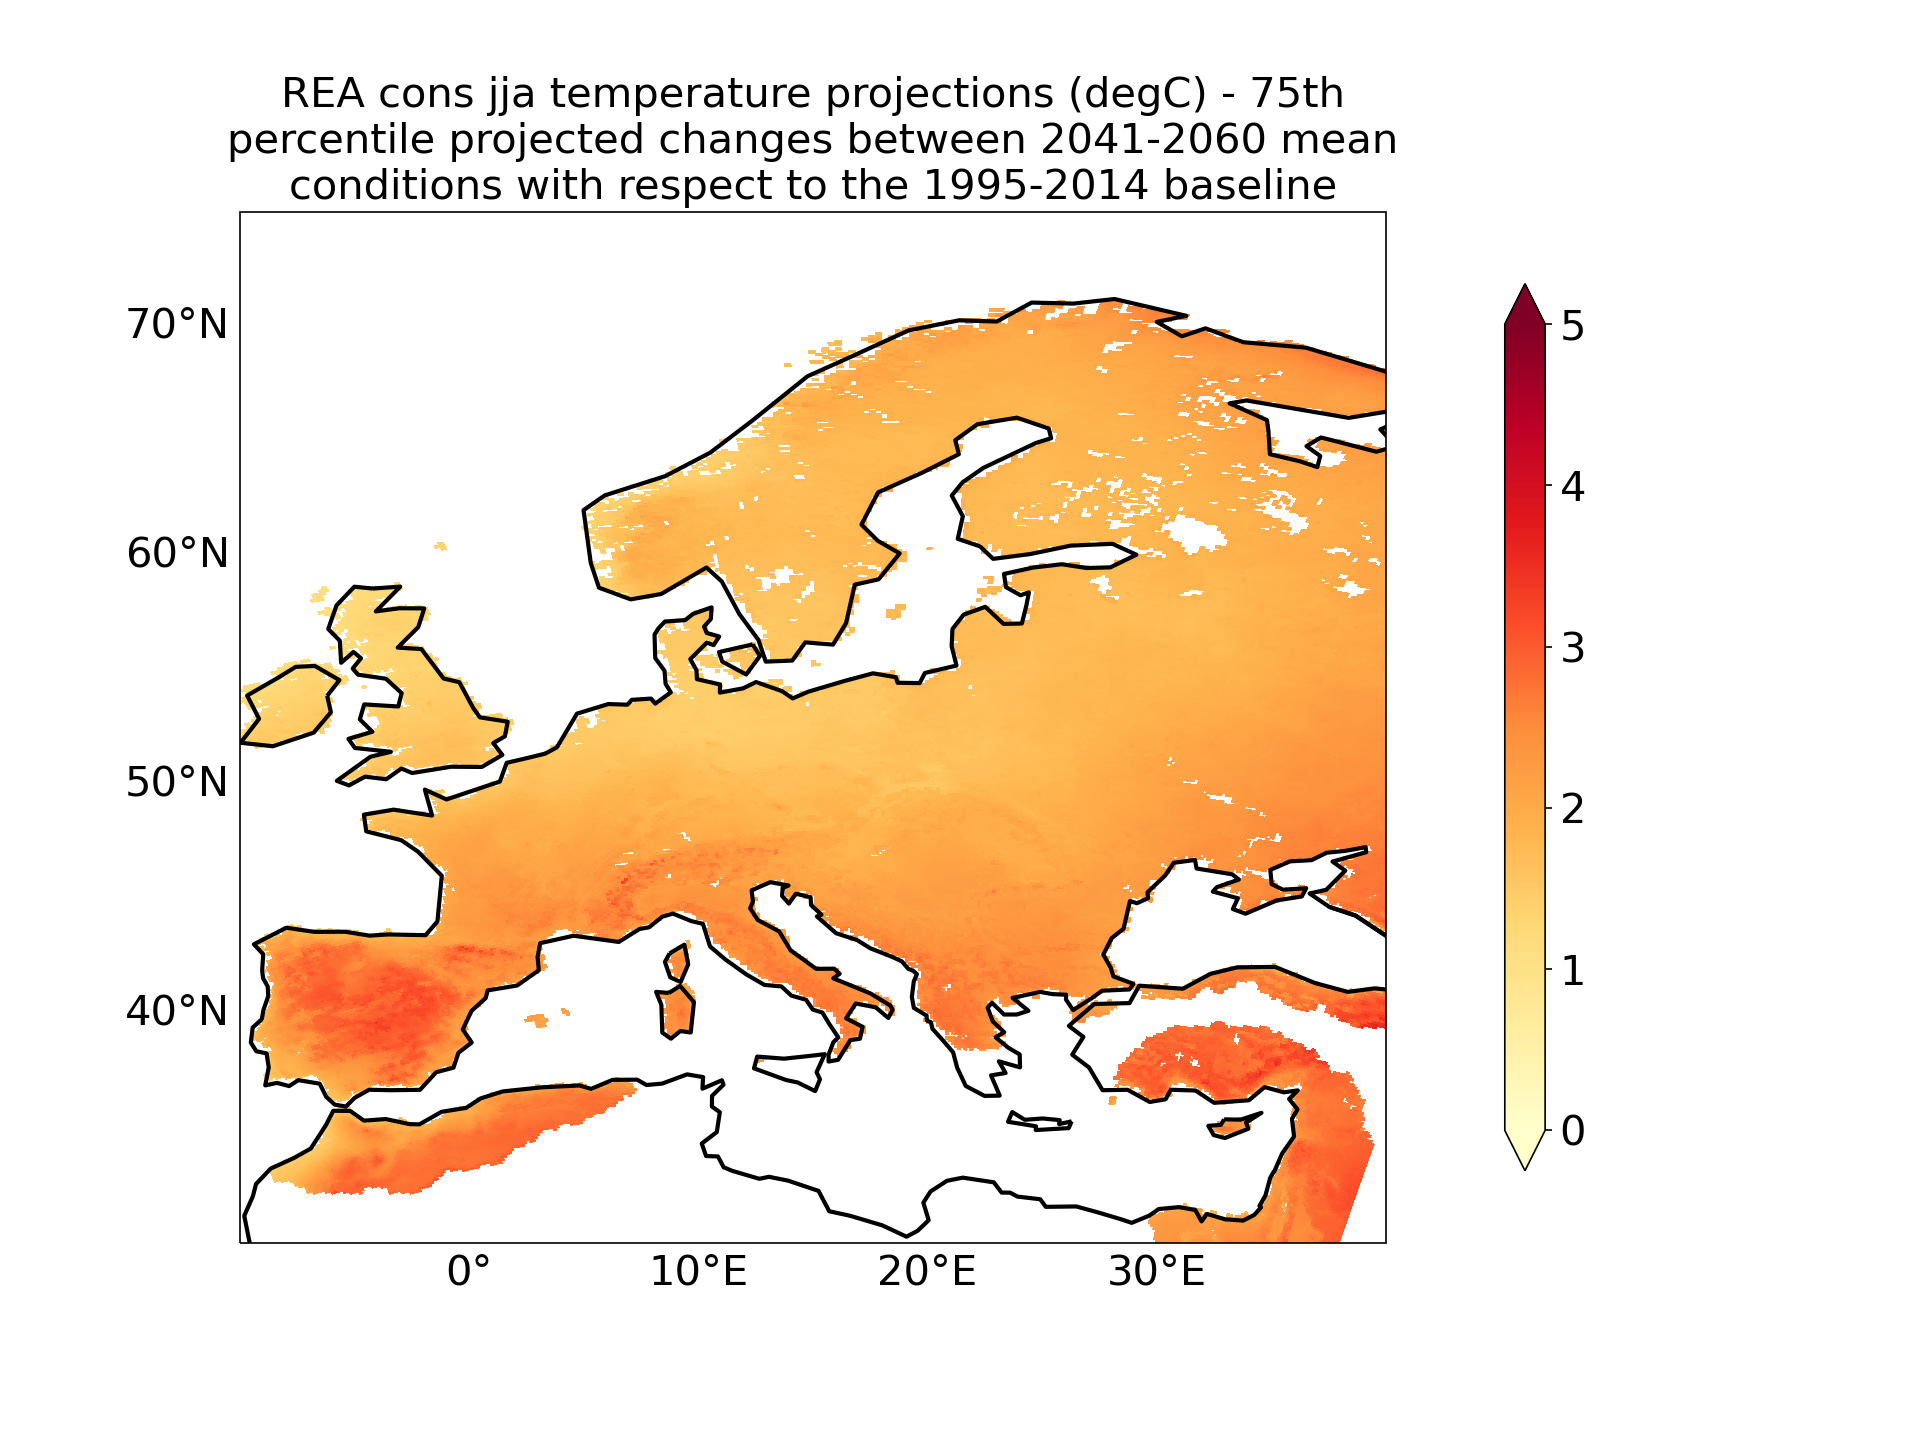 REA cons jja temperature projections (degC) - 75th
percentile projected changes between 2041-2060 mean
conditions with respect to the 1995-2014 baseline
70°N
60°N
50°N
40°N
0°
10°E
20°E
30°E
5
4
3
2
1
0